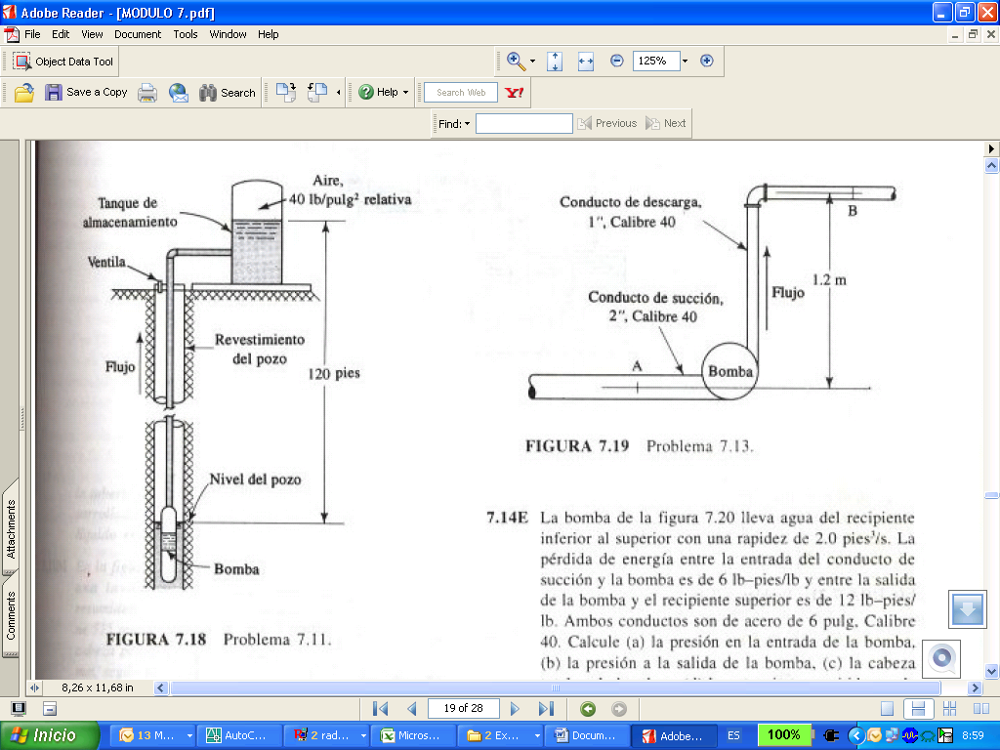 Adobe Reader - [MODULO 7.pdf]
File Edit View Document Tools Window Help
Object Data Tool
125%
Save a Copy
Search
Help
Search Web
Y!
Find:
Previous
Next
Tanque de
almacenamiento
Aire,
40 lb/pulg² relativa
Ventila
Revestimiento
del pozo
Flujo
120 pies
Nivel del pozo
Bomba
FIGURA 7.18 Problema 7.11.
Conducto de descarga,
1", Calibre 40
B
1.2 m
Flujo
Conducto de succión,
2", Calibre 40
A
Bomba
FIGURA 7.19 Problema 7.13.
7.14E La bomba de la figura 7.20 lleva agua del recipiente
inferior al superior con una rapidez de 2.0 pies³/s. La
pérdida de energía entre la entrada del conducto de
succión y la bomba es de 6 lb–pies/lb y entre la salida
de la bomba y el recipiente superior es de 12 lb–pies/
lb. Ambos conductos son de acero de 6 pulg, Calibre
40. Calcule (a) la presión en la entrada de la bomba,
(b) la presión a la salida de la bomba, (c) la cabeza
Attachments
Comments
8,26 x 11,68 in
19 of 28
Inicio
13 M...
AutoC...
2 rad...
Micros...
2 Ex...
Docum...
Adobe...
ES
100%
8:59